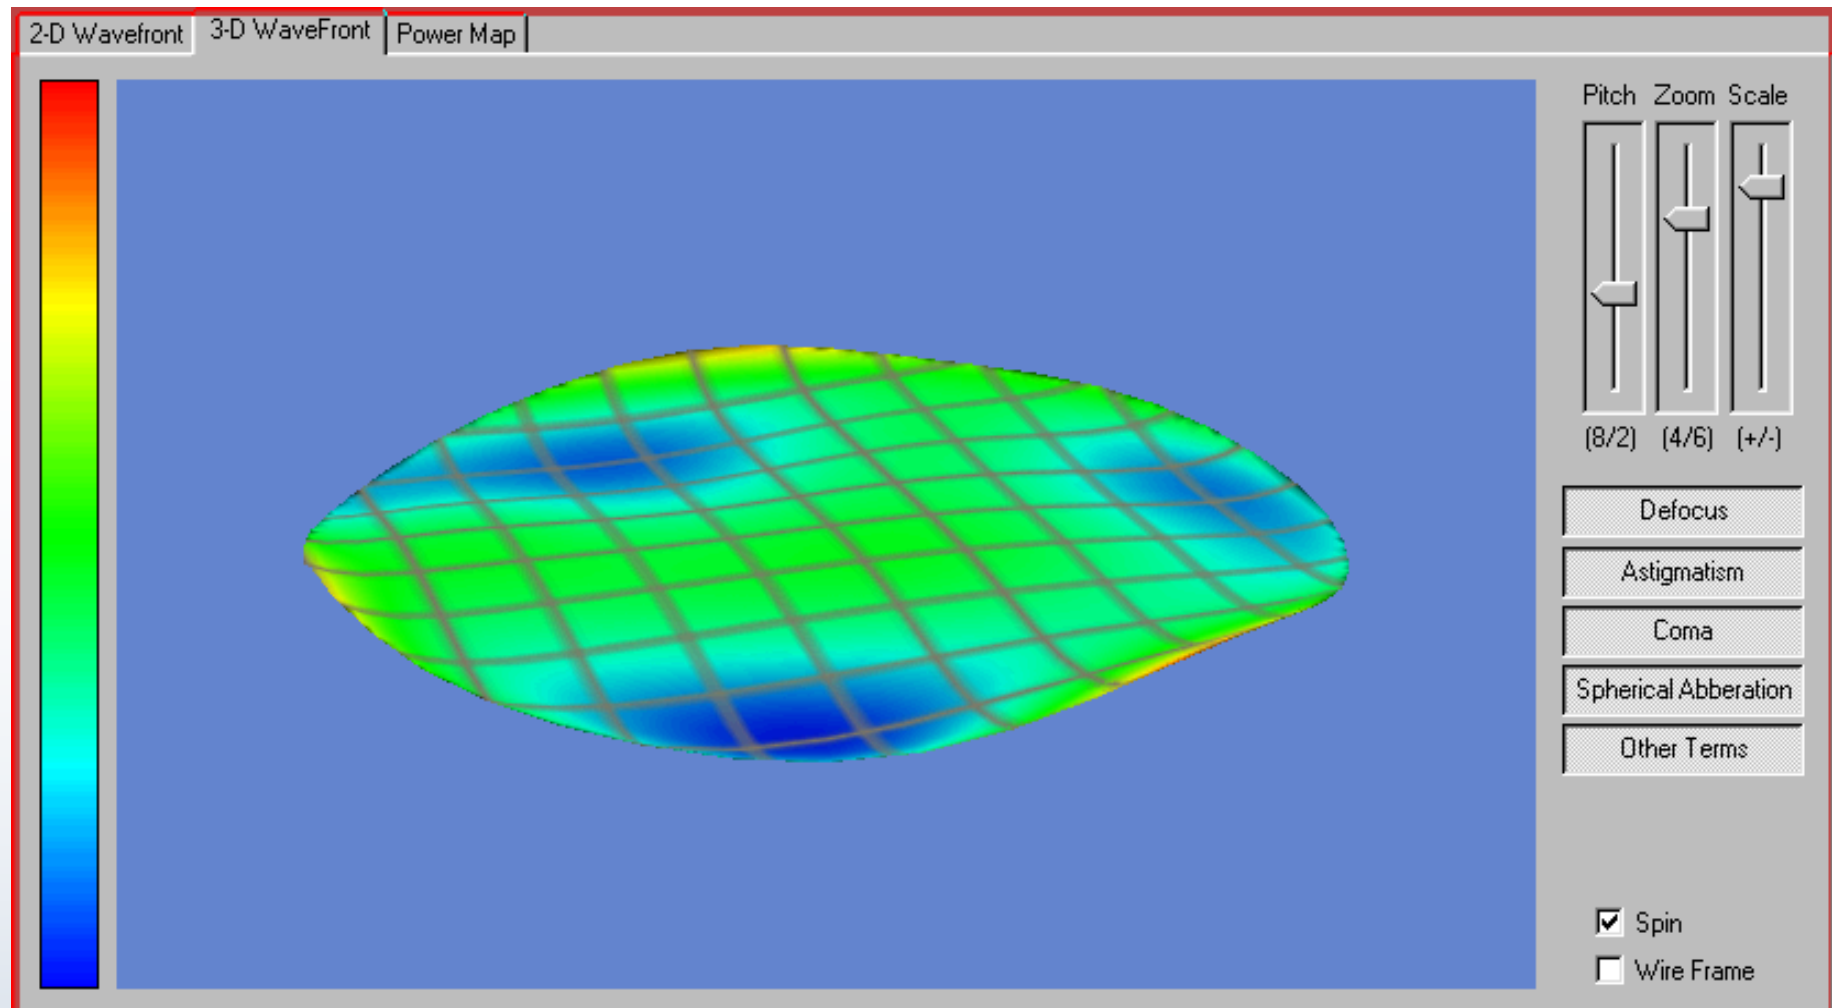 2-D Wavefront 3-D WaveFront Power Map
Pitch Zoom Scale
(8/2) (4/6) (+/-)
Defocus
Astigmatism
Coma
Spherical Abberation
Other Terms
Spin
Wire Frame